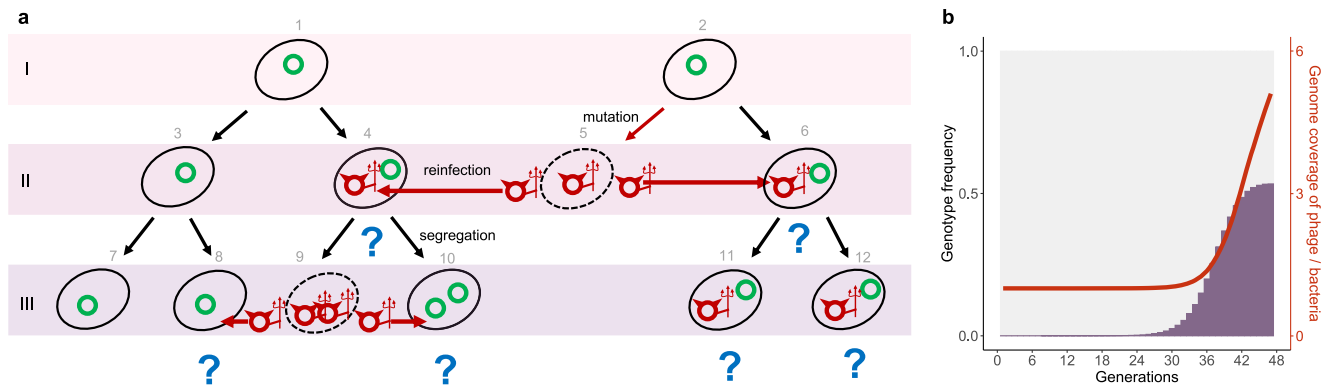 a
1
2
I
mutation
3
4
5
6
II
reinfection
?
?
segregation
7
8
9
10
11
12
III
?
?
?
?
b
1.0
6
Genotype frequency
0.5
3
Genome coverage of phage / bacteria
0.0
0
0 6 12 18 24 30 36 42 48
Generations